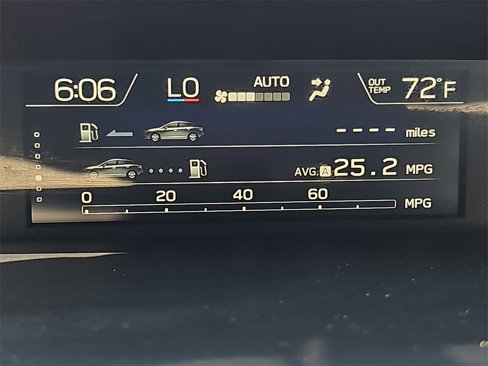 6:06 LO AUTO OUT TEMP 72°F
---- miles
AVG. A 25.2 MPG
0 20 40 60 MPG